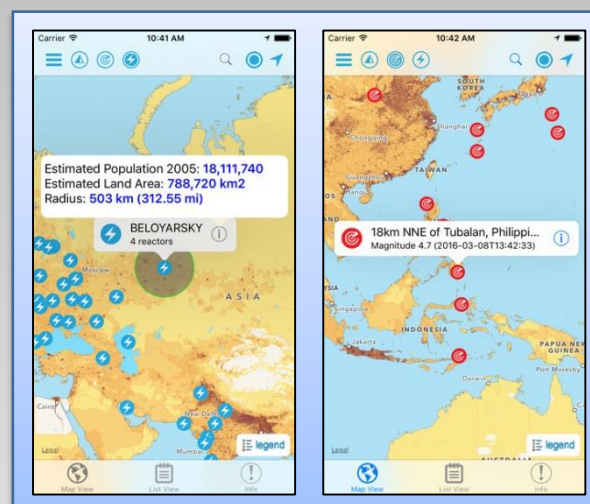 Carrier 10:41 AM
Estimated Population 2005: 18,111,740
Estimated Land Area: 788,720 km2
Radius: 503 km (312.55 mi)
BELOYARSKY
4 reactors
Moscow
ASIA
Cairo
New Delhi
Mumbai
Legal
legend
Map View List View Info
Carrier 10:42 AM
SOUTH
KOREA
Chongqing
Shanghai
Guangzhou
TAIWAN
Hanoi
18km NNE of Tubalan, Philippi...
Magnitude 4.7 (2016-03-08T13:42:33)
Singapore
INDONESIA
Jakarta
PAPUA NEW
GUINEA
Port Moresby
Darwin
Legal
legend
AUSTRALIA
Map View List View Info